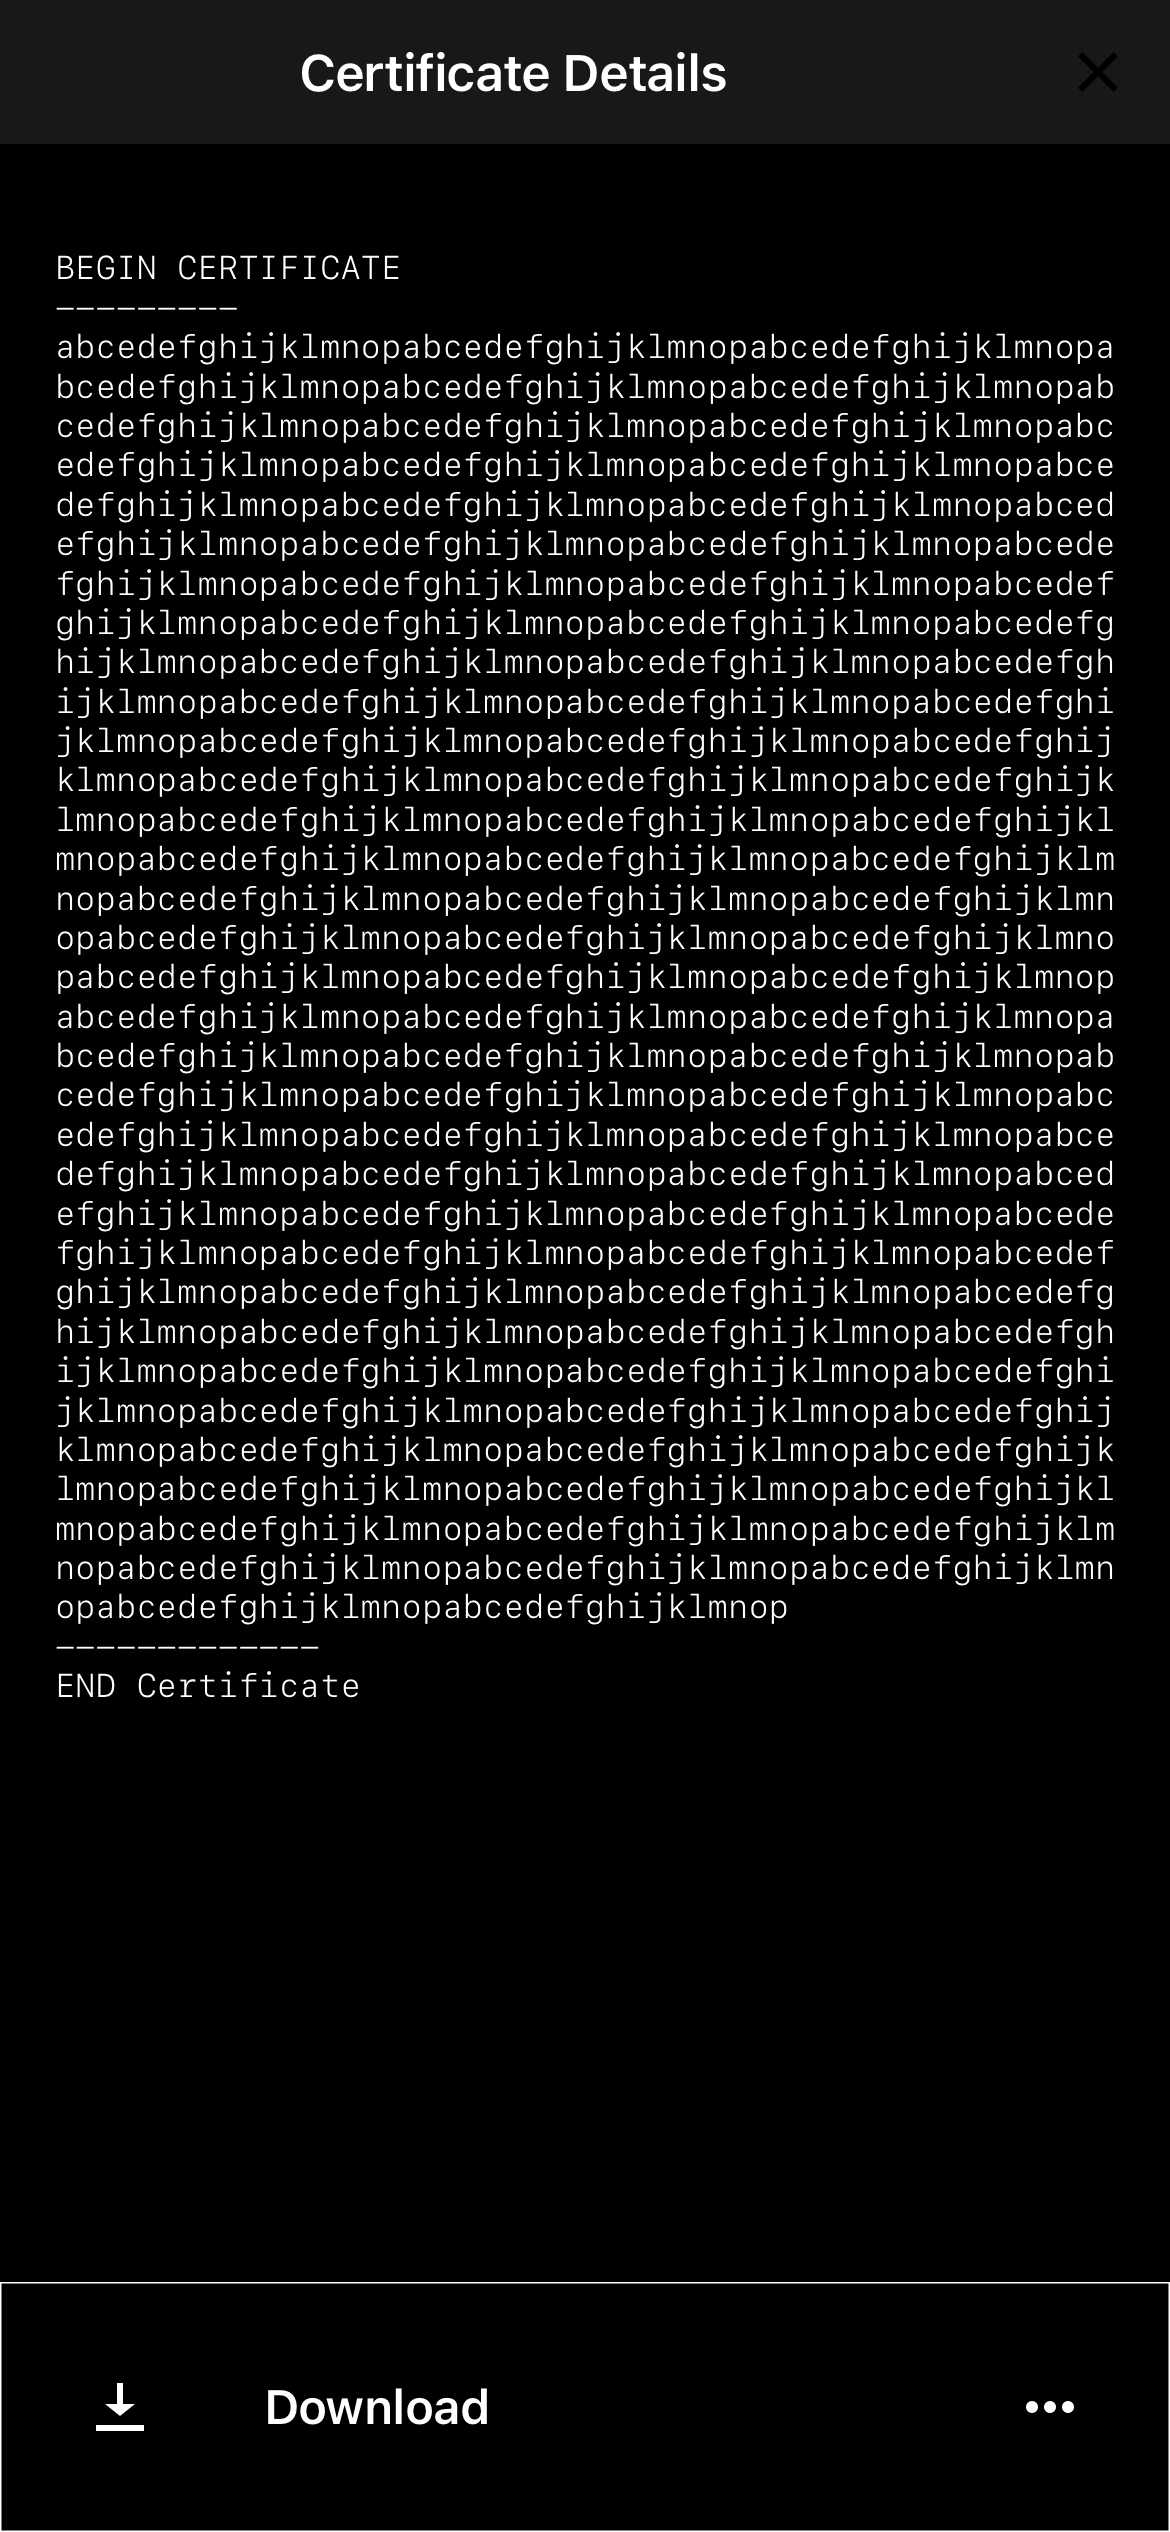 Certificate Details
BEGIN CERTIFICATE
---------
abcedefghijklmnopabcedefghijklmnopabcedefghijklmnopa
bcedefghijklmnopabcedefghijklmnopabcedefghijklmnopab
cedefghijklmnopabcedefghijklmnopabcedefghijklmnopabc
edefghijklmnopabcedefghijklmnopabcedefghijklmnopabce
defghijklmnopabcedefghijklmnopabcedefghijklmnopabced
efghijklmnopabcedefghijklmnopabcedefghijklmnopabcede
fghijklmnopabcedefghijklmnopabcedefghijklmnopabcedef
ghijklmnopabcedefghijklmnopabcedefghijklmnopabcedefg
hijklmnopabcedefghijklmnopabcedefghijklmnopabcedefgh
ijklmnopabcedefghijklmnopabcedefghijklmnopabcedefghi
jklmnopabcedefghijklmnopabcedefghijklmnopabcedefghij
klmnopabcedefghijklmnopabcedefghijklmnopabcedefghijk
lmnopabcedefghijklmnopabcedefghijklmnopabcedefghijkl
mnopabcedefghijklmnopabcedefghijklmnopabcedefghijklm
nopabcedefghijklmnopabcedefghijklmnopabcedefghijklmn
opabcedefghijklmnopabcedefghijklmnopabcedefghijklmno
pabcedefghijklmnopabcedefghijklmnopabcedefghijklmnop
abcedefghijklmnopabcedefghijklmnopabcedefghijklmnopa
bcedefghijklmnopabcedefghijklmnopabcedefghijklmnopab
cedefghijklmnopabcedefghijklmnopabcedefghijklmnopabc
edefghijklmnopabcedefghijklmnopabcedefghijklmnopabce
defghijklmnopabcedefghijklmnopabcedefghijklmnopabced
efghijklmnopabcedefghijklmnopabcedefghijklmnopabcede
fghijklmnopabcedefghijklmnopabcedefghijklmnopabcedef
ghijklmnopabcedefghijklmnopabcedefghijklmnopabcedefg
hijklmnopabcedefghijklmnopabcedefghijklmnopabcedefgh
ijklmnopabcedefghijklmnopabcedefghijklmnopabcedefghi
jklmnopabcedefghijklmnopabcedefghijklmnopabcedefghij
klmnopabcedefghijklmnopabcedefghijklmnopabcedefghijk
lmnopabcedefghijklmnopabcedefghijklmnopabcedefghijkl
mnopabcedefghijklmnopabcedefghijklmnopabcedefghijklm
nopabcedefghijklmnopabcedefghijklmnopabcedefghijklmn
opabcedefghijklmnopabcedefghijklmnop
-------------
END Certificate
Download